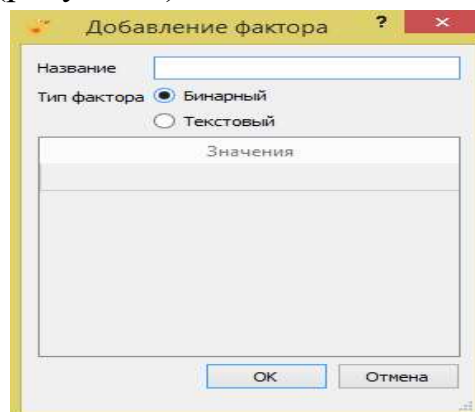 Добавление фактора ? ×
Название
Тип фактора Бинарный
Текстовый
Значения
OK Отмена